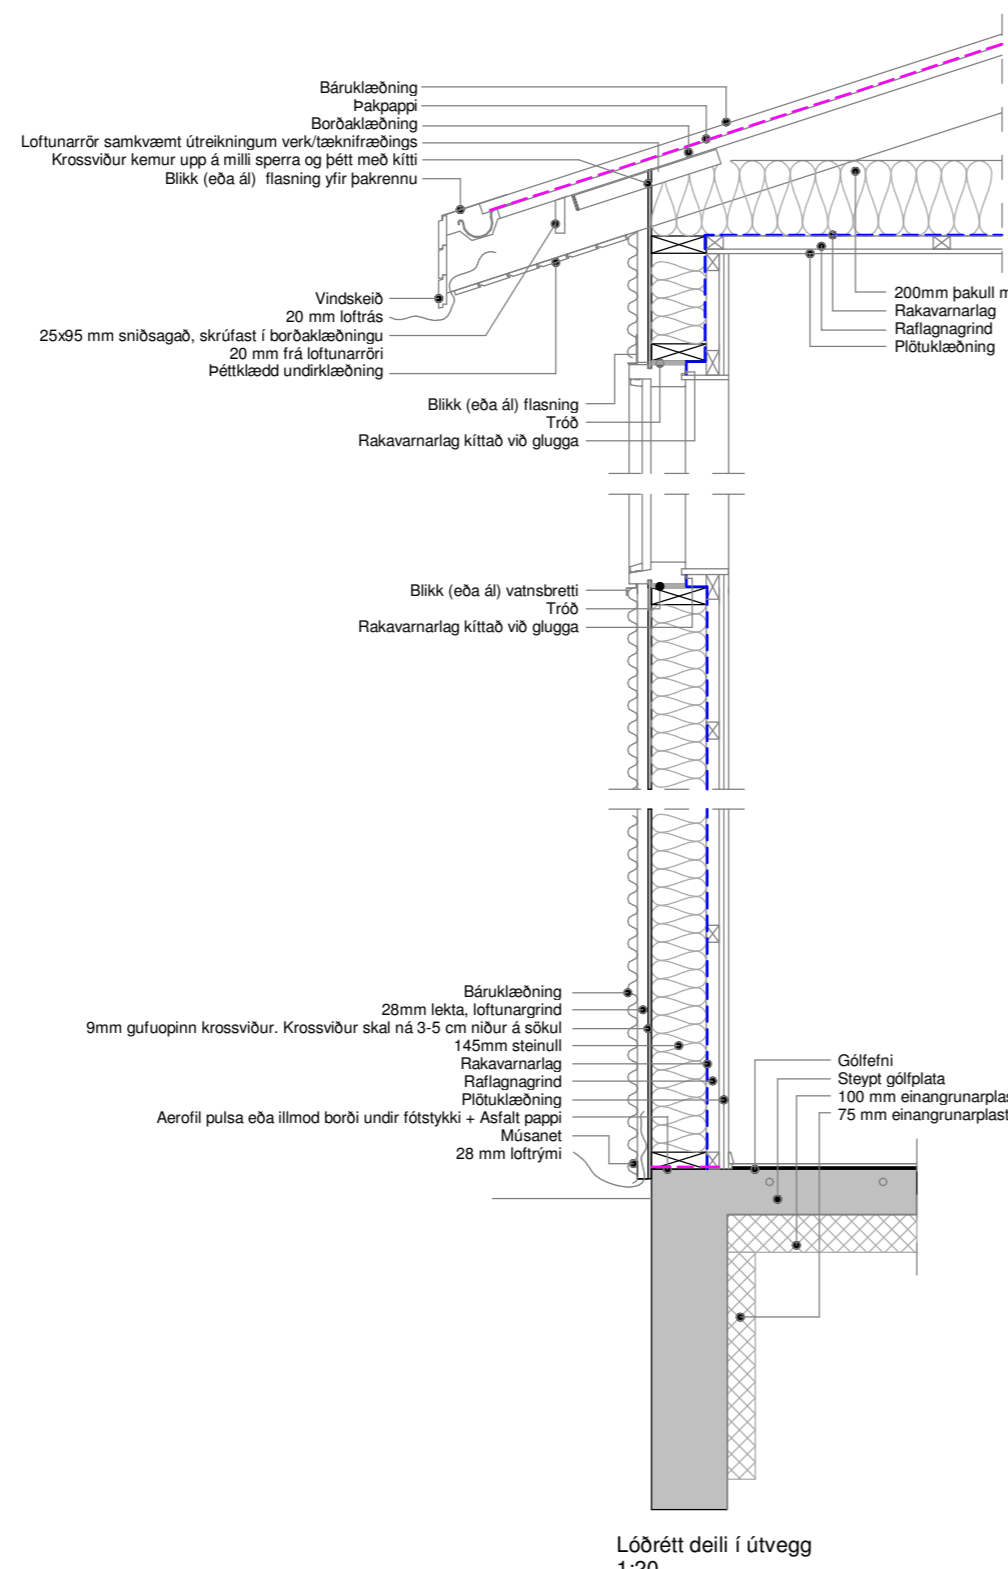 Báruklæðning
Þakpappi
Borðaklæðning
Loftunarrör samkvæmt útreikningum verk/tæknifræðings
Krossviður kemur upp á milli sperra og þétt með kítti
Blikk (eða ál) flasning yfir þakrennu
Vindskeið
20 mm loftrás
25x95 mm sniðsagað, skrúfast í borðaklæðningu
20 mm frá loftunarröri
Þéttklædd undirklæðning
200mm þakull m
Rakavarnarlag
Raflagnagrind
Plötuklæðning
Blikk (eða ál) flasning
Tróð
Rakavarnarlag kíttað við glugga
Blikk (eða ál) vatnsbretti
Tróð
Rakavarnarlag kíttað við glugga
Báruklæðning
28mm lekta, loftunargrind
9mm gufuopinn krossviður. Krossviður skal ná 3-5 cm niður á sökul
145mm steinull
Rakavarnarlag
Raflagnagrind
Plötuklæðning
Aerofil pulsa eða illmod borði undir fótstykki + Asfalt pappi
Músanet
28 mm loftrými
Gólfefni
Steypt gólfplata
100 mm einangrunarplas
75 mm einangrunarplast
Lóðrétt deili í útvegg
1:20